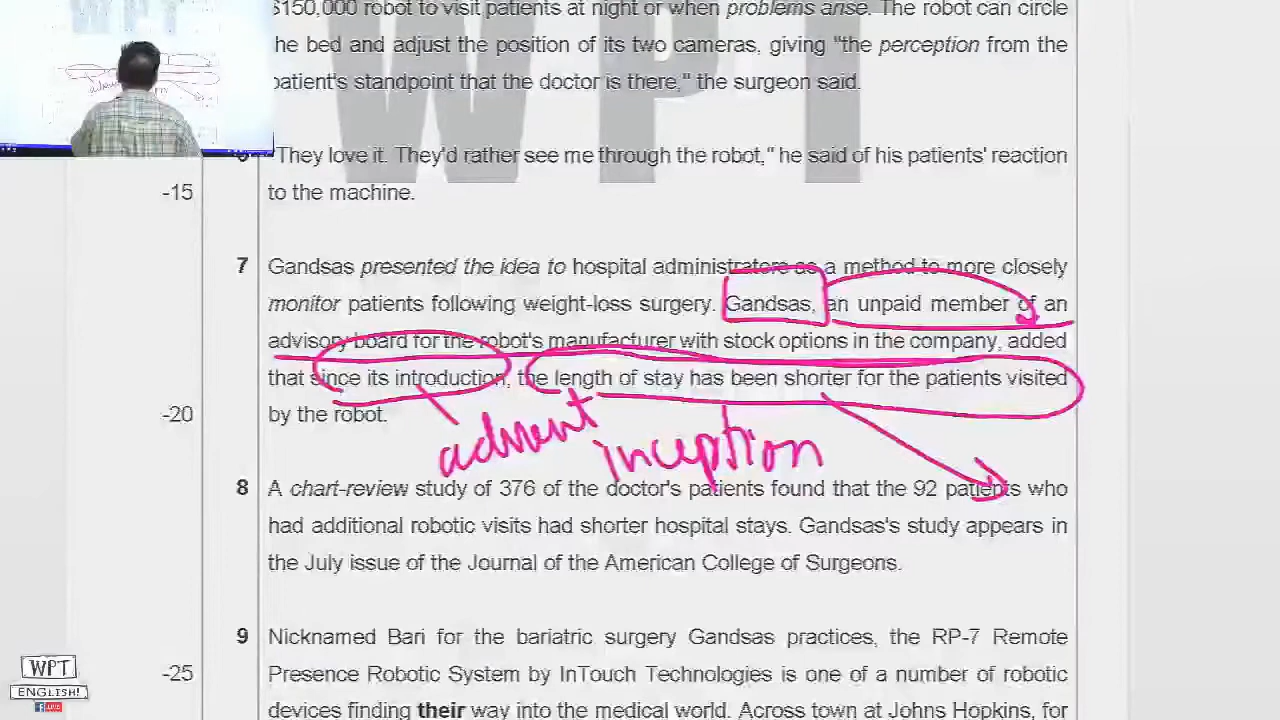 $150,000 robot to visit patients at night or when problems arise. The robot can circle
he bed and adjust the position of its two cameras, giving "the perception from the
patient's standpoint that the doctor is there," the surgeon said.
WPT
"They love it. They'd rather see me through the robot," he said of his patients' reaction
-15 to the machine.
7 Gandsas presented the idea to hospital administrators as a method to more closely
monitor patients following weight-loss surgery. Gandsas, an unpaid member of an
advisory board for the robot's manufacturer with stock options in the company, added
that since its introduction, the length of stay has been shorter for the patients visited
-20 by the robot.
advent inception
8 A chart-review study of 376 of the doctor's patients found that the 92 patients who
had additional robotic visits had shorter hospital stays. Gandsas's study appears in
the July issue of the Journal of the American College of Surgeons.
9 Nicknamed Bari for the bariatric surgery Gandsas practices, the RP-7 Remote
-25 Presence Robotic System by InTouch Technologies is one of a number of robotic
devices finding their way into the medical world. Across town at Johns Hopkins, for
WPT
ENGLISH!